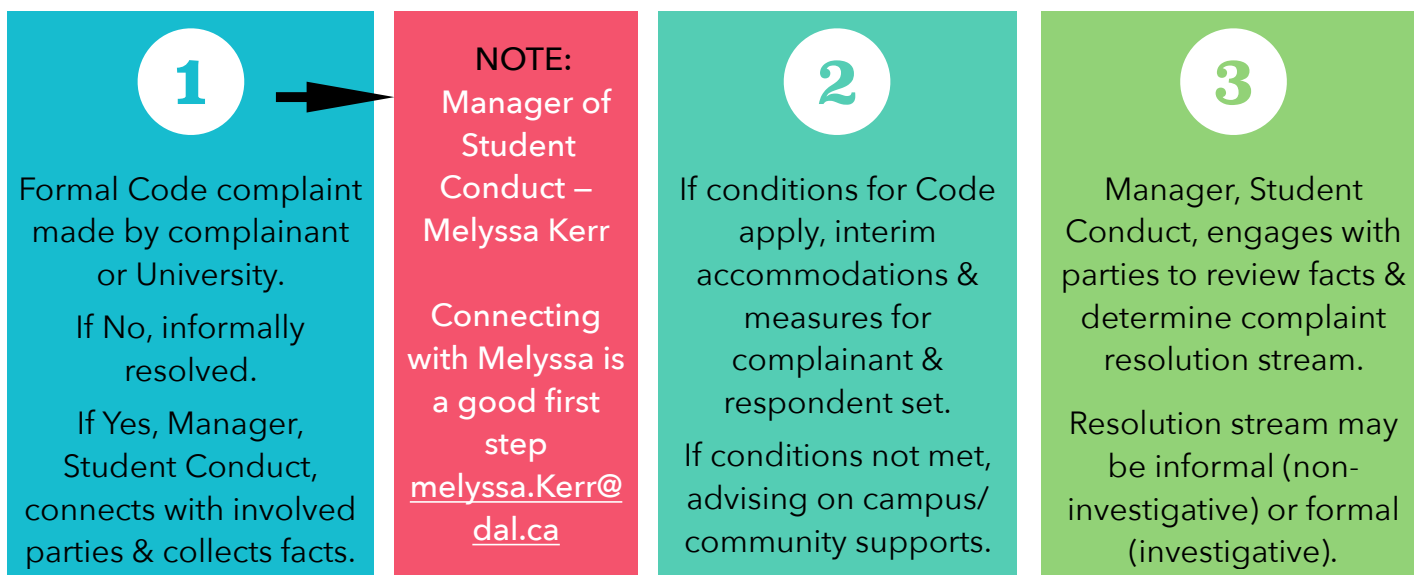 1
Formal Code complaint
made by complainant
or University.
If No, informally
resolved.
If Yes, Manager,
Student Conduct,
connects with involved
parties & collects facts.
NOTE:
Manager of
Student
Conduct –
Melyssa Kerr
Connecting
with Melyssa is
a good first
step
melyssa.Kerr@
dal.ca
2
If conditions for Code
apply, interim
accommodations &
measures for
complainant &
respondent set.
If conditions not met,
advising on campus/
community supports.
3
Manager, Student
Conduct, engages with
parties to review facts &
determine complaint
resolution stream.
Resolution stream may
be informal (non-
investigative) or formal
(investigative).